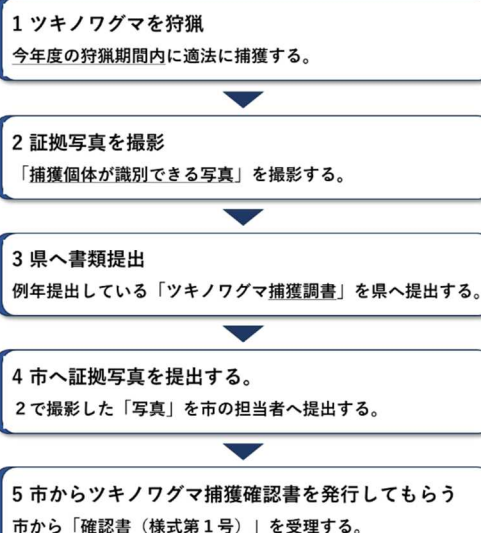 1 ツキノワグマを狩猟
今年度の狩猟期間内に適法に捕獲する。
2 証拠写真を撮影
「捕獲個体が識別できる写真」を撮影する。
3 県へ書類提出
例年提出している「ツキノワグマ捕獲調書」を県へ提出する。
4 市へ証拠写真を提出する。
２で撮影した「写真」を市の担当者へ提出する。
5 市からツキノワグマ捕獲確認書を発行してもらう
市から「確認書（様式第１号）」を受理する。